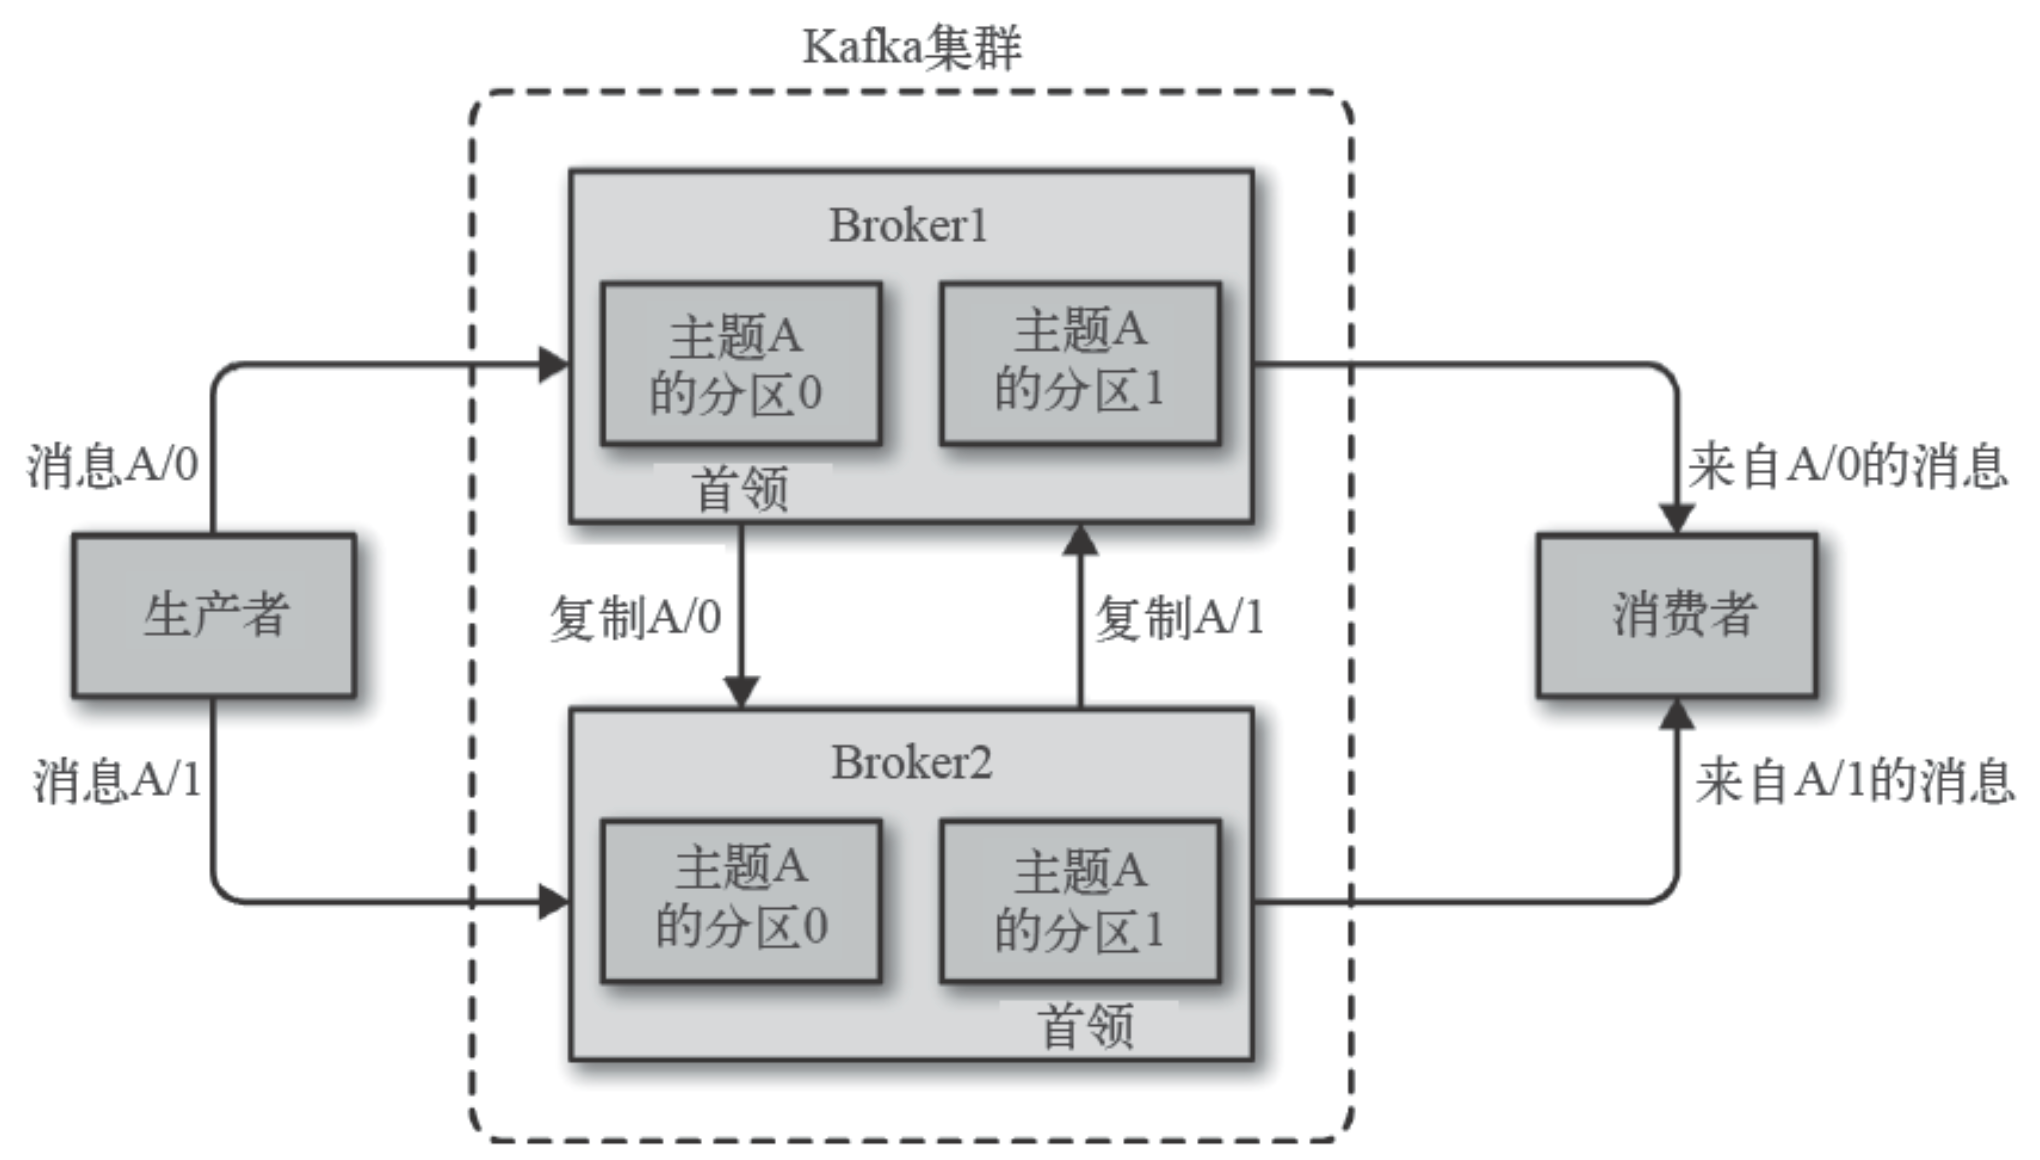 Kafka集群
Broker1
主题A
的分区0
主题A
的分区1
首领
消息A/0
来自A/0的消息
生产者
复制A/0
复制A/1
消费者
消息A/1
来自A/1的消息
Broker2
主题A
的分区0
主题A
的分区1
首领